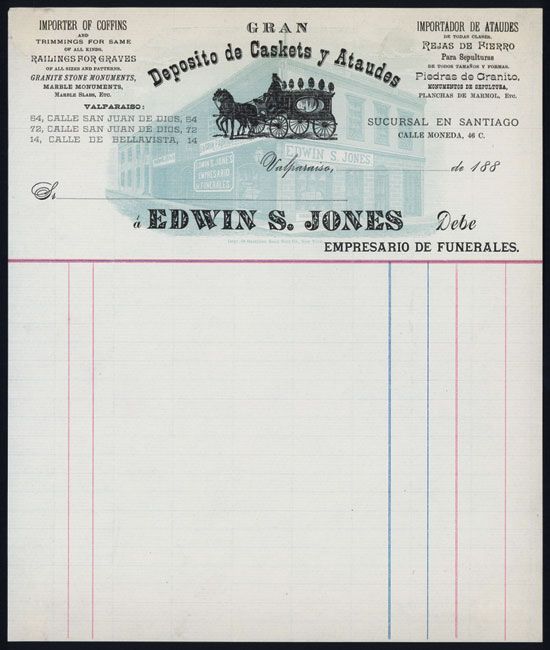 IMPORTER OF COFFINS
AND
TRIMMINGS FOR SAME
OF ALL KINDS.
RAILINGS FOR GRAVES
OF ALL SIZES AND PATTERNS.
GRANITE STONE MONUMENTS,
MARBLE MONUMENTS,
MARBLE SLABS, ETC.
VALPARAISO:
64, CALLE SAN JUAN DE DIOS, 64
72, CALLE SAN JUAN DE DIOS, 72
14, CALLE DE BELLAVISTA, 14
GRAN
Deposito de Caskets y Ataudes
IMPORTADOR DE ATAUDES
DE TODAS CLASES.
REJAS DE FIERRO
Para Sepulturas
DE TODOS TAMAÑOS Y FORMAS.
Piedras de Granito,
MONUMENTOS DE SEPULTURA,
PLANCHAS DE MARMOL, ETC.
SUCURSAL EN SANTIAGO
CALLE MONEDA, 46 C.
EDWIN S. JONES
EDWIN S. JONES
EMPRESARIO
DE FUNERALES
Valparaiso, de 188
Sr.
á EDWIN S. JONES Debe
EMPRESARIO DE FUNERALES.